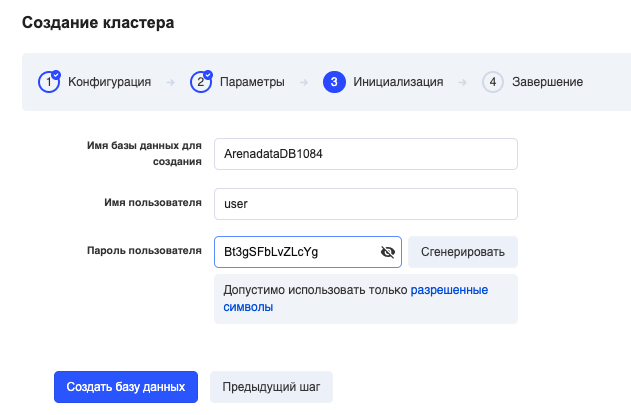 Создание кластера
1 Конфигурация → 2 Параметры → 3 Инициализация → 4 Завершение
Имя базы данных для
создания
ArenadataDB1084
Имя пользователя
user
Пароль пользователя
Bt3gSFbLvZLcYg
Сгенерировать
Допустимо использовать только разрешенные
символы
Создать базу данных
Предыдущий шаг